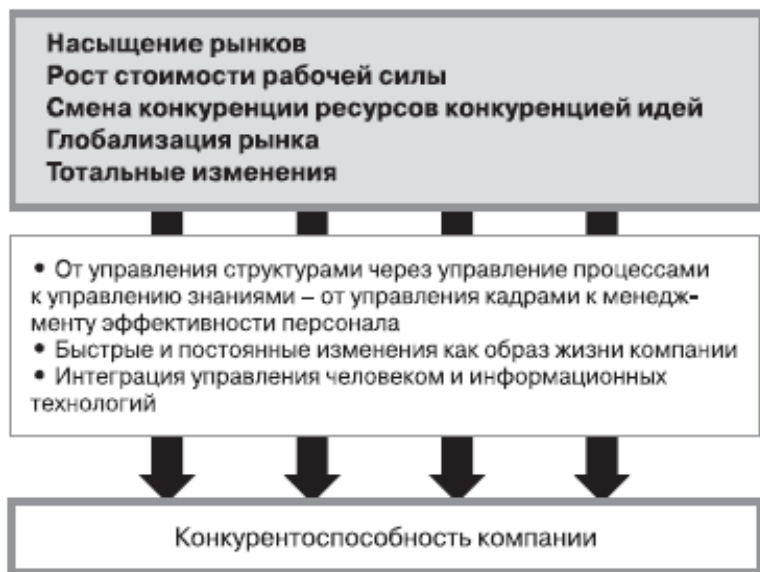 Насыщение рынков
Рост стоимости рабочей силы
Смена конкуренции ресурсов конкуренцией идей
Глобализация рынка
Тотальные изменения
• От управления структурами через управление процессами
к управлению знаниями – от управления кадрами к менедж-
менту эффективности персонала
• Быстрые и постоянные изменения как образ жизни компании
• Интеграция управления человеком и информационных
технологий
Конкурентоспособность компании